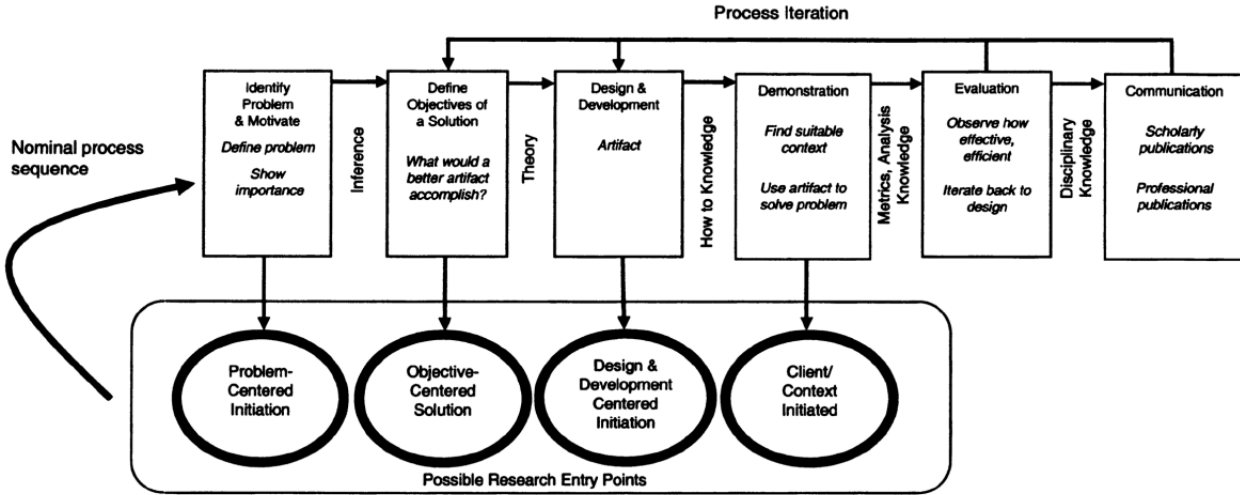 Process Iteration
Nominal process
sequence
Identify
Problem
& Motivate
Define problem
Show
importance
Inference
Define
Objectives of
a Solution
What would a
better artifact
accomplish?
Theory
Design &
Development
Artifact
How to Knowledge
Demonstration
Find suitable
context
Use artifact to
solve problem
Metrics, Analysis
Knowledge
Evaluation
Observe how
effective,
efficient
Iterate back to
design
Disciplinary
Knowledge
Communication
Scholarly
publications
Professional
publications
Problem-
Centered
Initiation
Objective-
Centered
Solution
Design &
Development
Centered
Initiation
Client/
Context
Initiated
Possible Research Entry Points